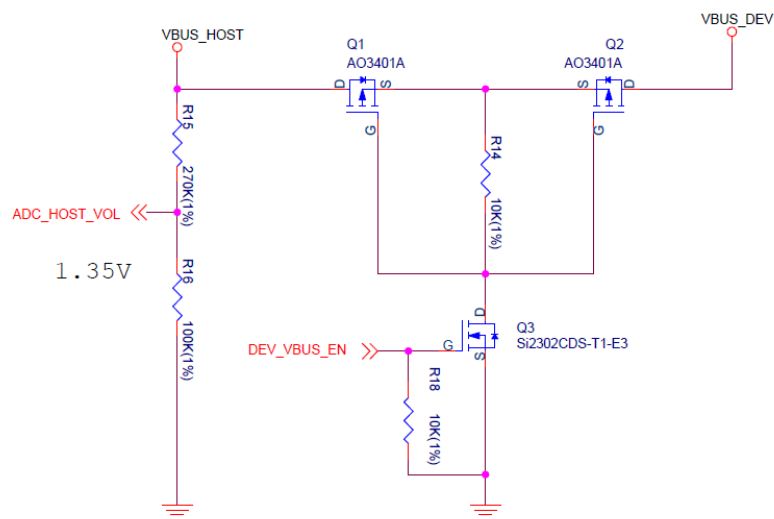 VBUS_HOST
VBUS_DEV
Q1
AO3401A
Q2
AO3401A
D
S
G
S
D
G
R15
270K(1%)
R14
10K(1%)
ADC_HOST_VOL
1.35V
R16
100K(1%)
D
G
S
Q3
Si2302CDS-T1-E3
DEV_VBUS_EN
R18
10K(1%)